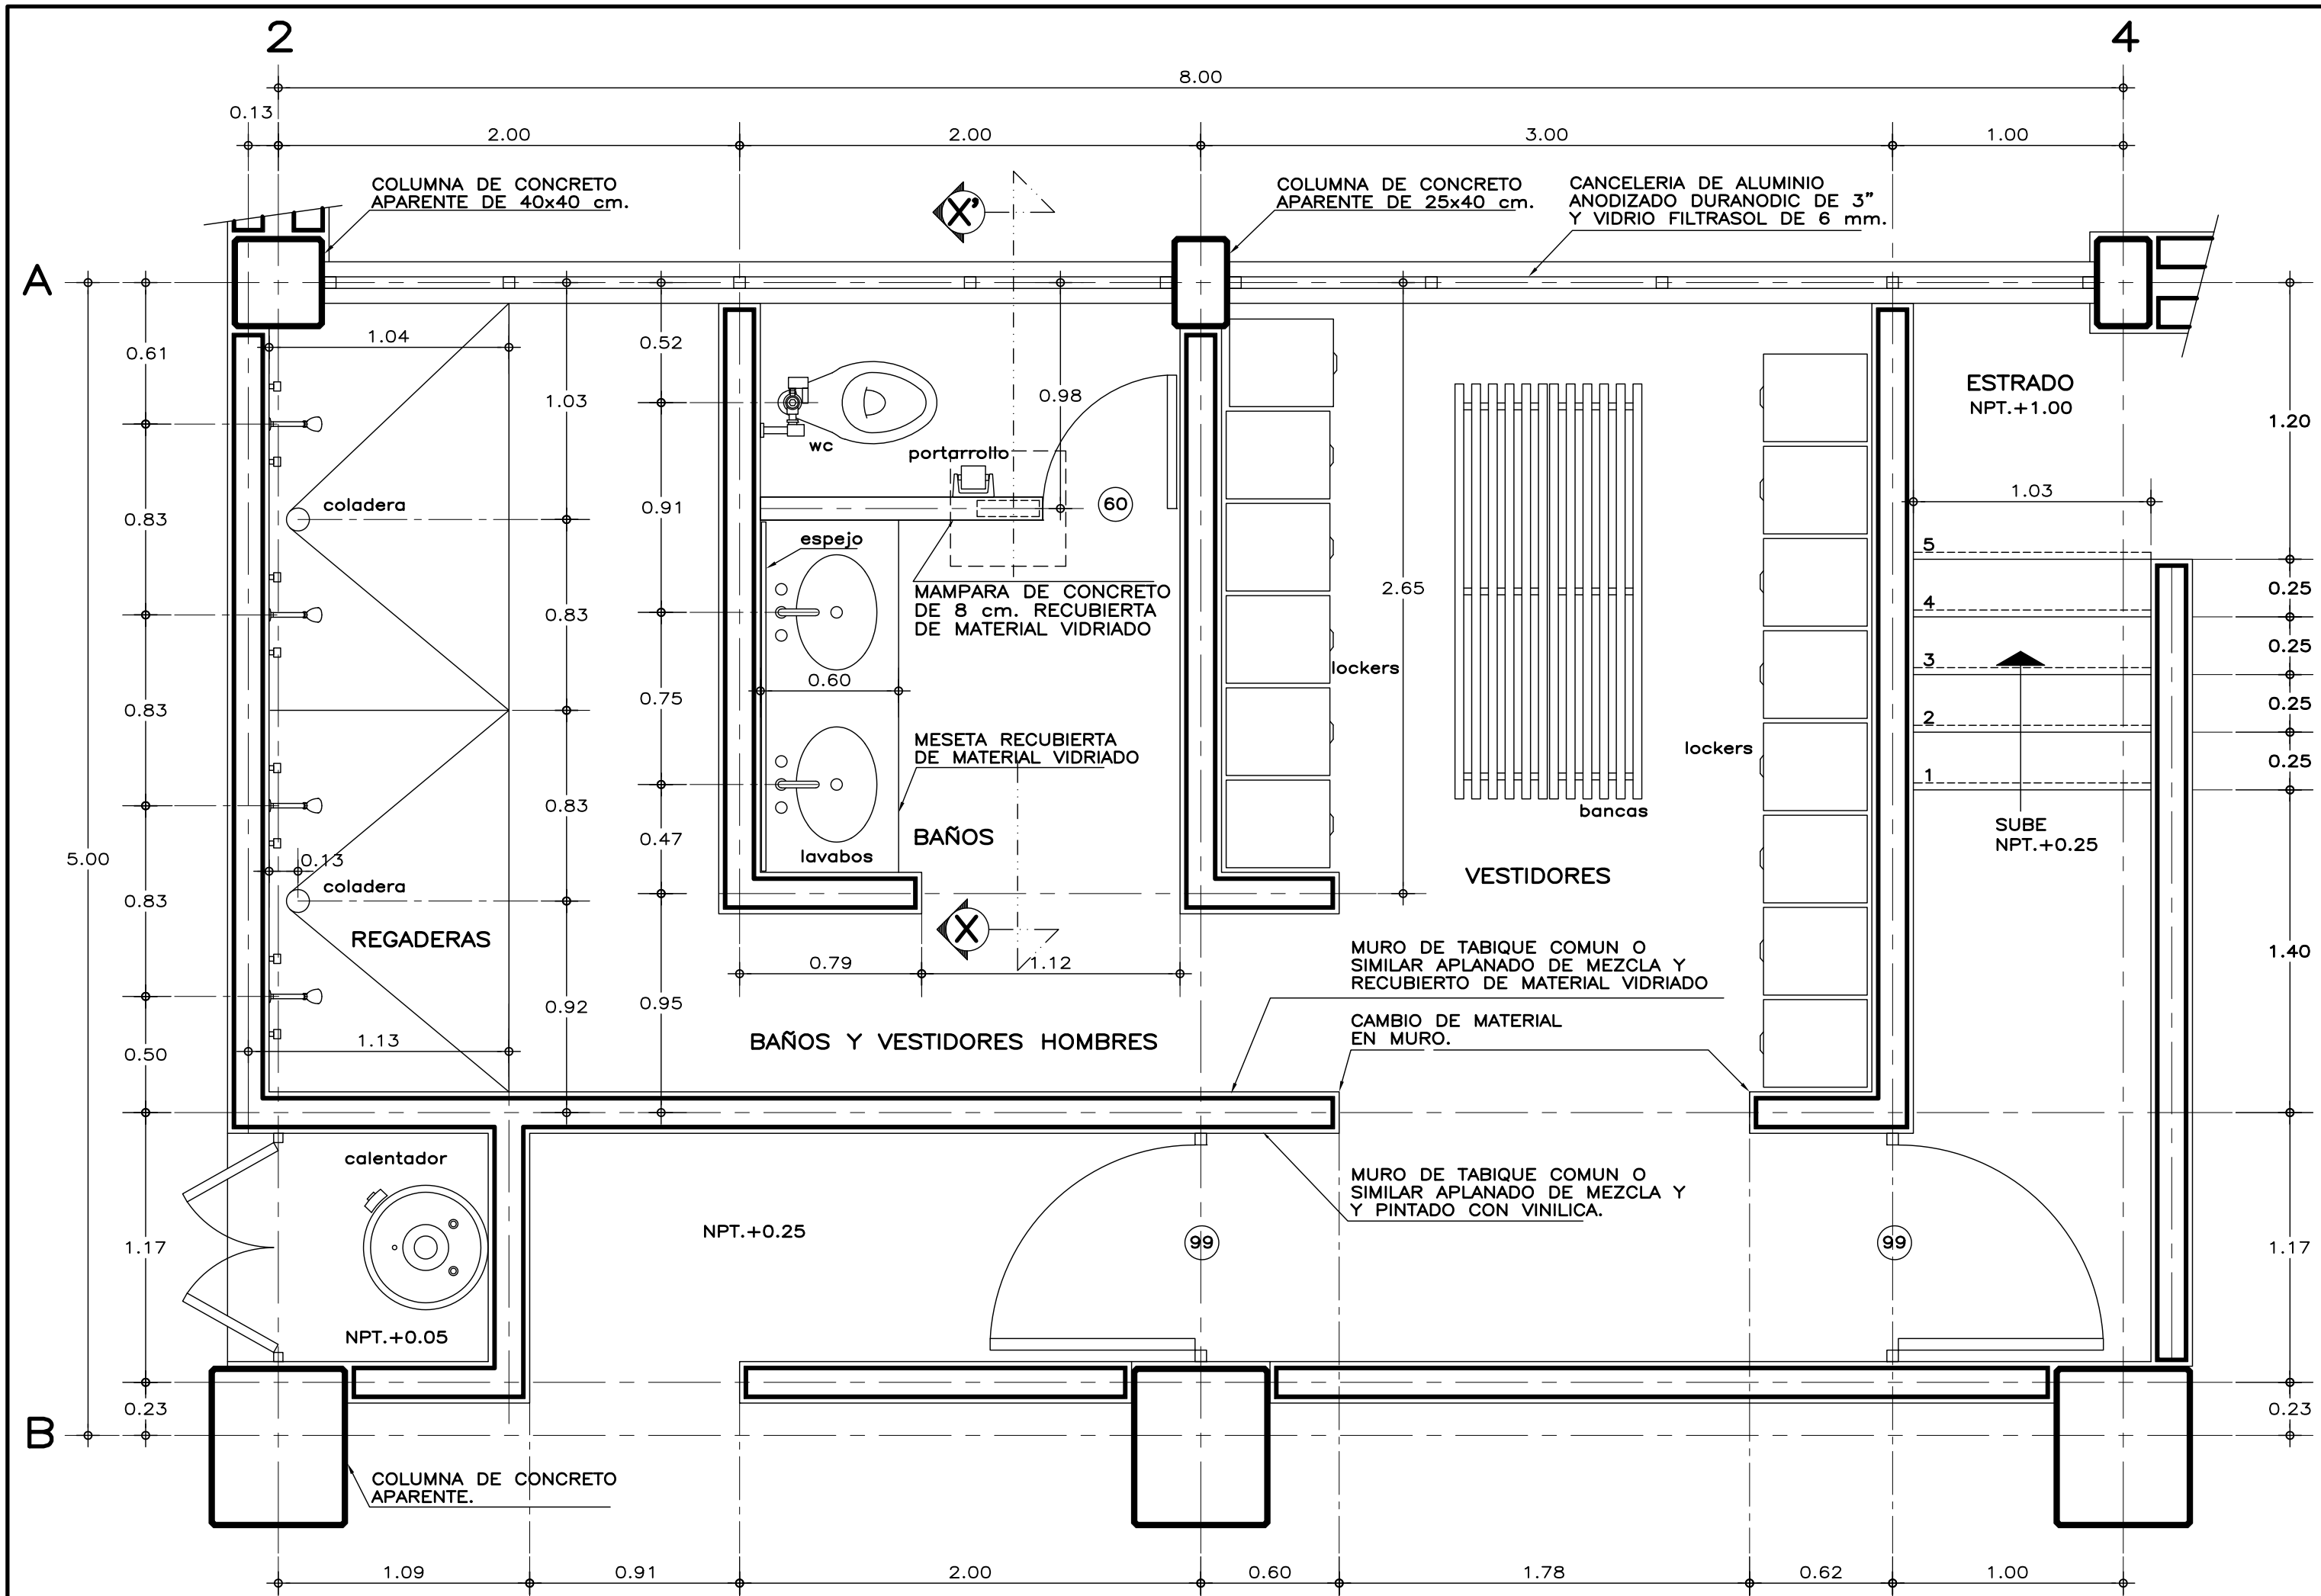 2
4
8.00
0.13
2.00
2.00
3.00
1.00
COLUMNA DE CONCRETO
APARENTE DE 40x40 cm.
X'
COLUMNA DE CONCRETO
APARENTE DE 25x40 cm.
CANCELERIA DE ALUMINIO
ANODIZADO DURANODIC DE 3"
Y VIDRIO FILTRASOL DE 6 mm.
A
0.61
1.04
0.52
1.03
0.98
ESTRADO
NPT.+1.00
1.20
wc
portarrollo
coladera
0.83
0.91
60
1.03
espejo
5
MAMPARA DE CONCRETO
DE 8 cm. RECUBIERTA
DE MATERIAL VIDRIADO
2.65
0.25
4
0.83
0.25
3
lockers
0.60
0.83
0.75
0.25
2
MESETA RECUBIERTA
DE MATERIAL VIDRIADO
lockers
0.25
1
0.83
bancas
0.47
BAÑOS
SUBE
NPT.+0.25
5.00
0.13
lavabos
coladera
0.83
VESTIDORES
REGADERAS
X
0.79
1.12
MURO DE TABIQUE COMUN O
SIMILAR APLANADO DE MEZCLA Y
RECUBIERTO DE MATERIAL VIDRIADO
1.40
0.92
0.95
CAMBIO DE MATERIAL
EN MURO.
BAÑOS Y VESTIDORES HOMBRES
0.50
1.13
calentador
MURO DE TABIQUE COMUN O
SIMILAR APLANADO DE MEZCLA Y
Y PINTADO CON VINILICA.
NPT.+0.25
1.17
99
99
1.17
NPT.+0.05
0.23
0.23
B
COLUMNA DE CONCRETO
APARENTE.
1.09
0.91
2.00
0.60
1.78
0.62
1.00